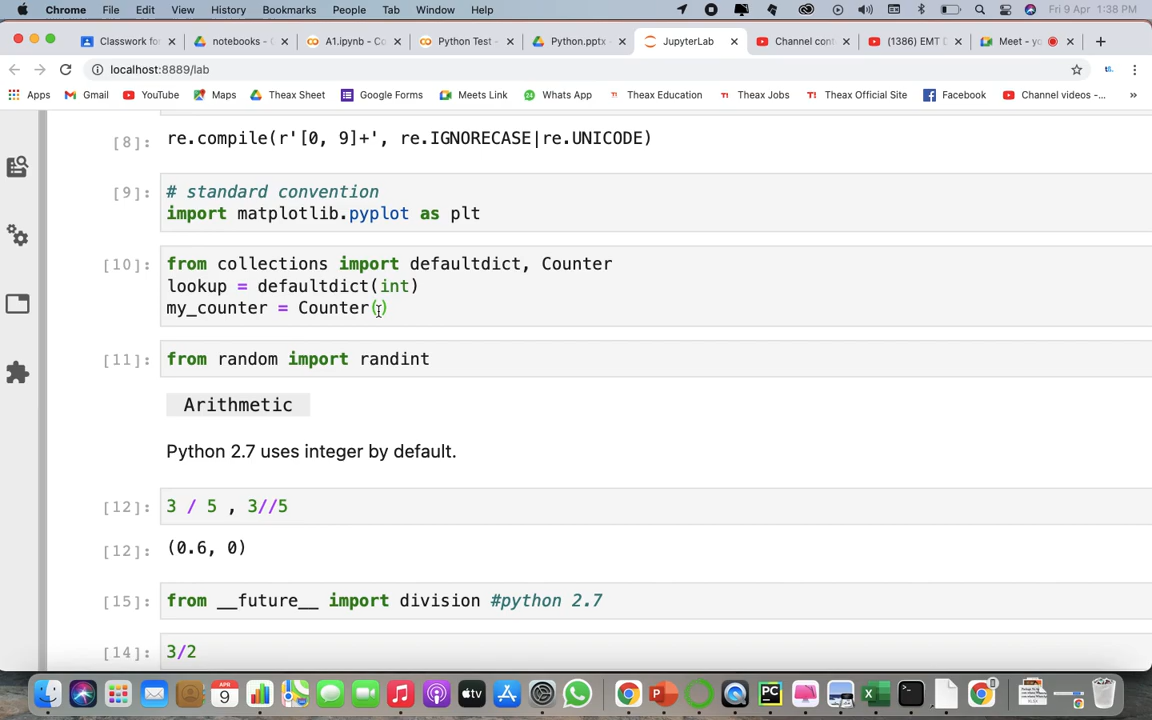 Chrome File Edit View History Bookmarks People Tab Window Help Fri 9 Apr 1:38 PM
Classwork for notebooks - G A1.ipynb - Co Python Test - Python.pptx - JupyterLab Channel cont (1386) EMT D Meet - yq
localhost:8889/lab
Apps Gmail YouTube Maps Theax Sheet Google Forms Meets Link Whats App Theax Education Theax Jobs Theax Official Site Facebook Channel videos -... »
[8]: re.compile(r'[0, 9]+', re.IGNORECASE|re.UNICODE)
[9]: # standard convention
import matplotlib.pyplot as plt
[10]: from collections import defaultdict, Counter
lookup = defaultdict(int)
my_counter = Counter()
[11]: from random import randint
Arithmetic
Python 2.7 uses integer by default.
[12]: 3 / 5 , 3//5
[12]: (0.6, 0)
[15]: from __future__ import division #python 2.7
[14]: 3/2